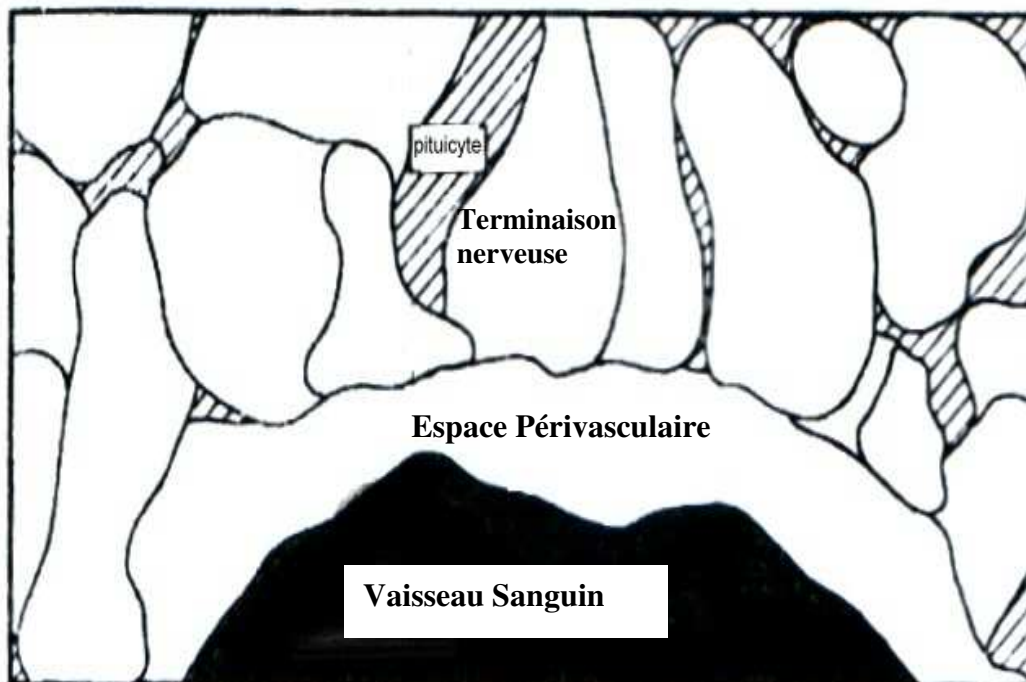 pituicyte
Terminaison
nerveuse
Espace Périvasculaire
Vaisseau Sanguin